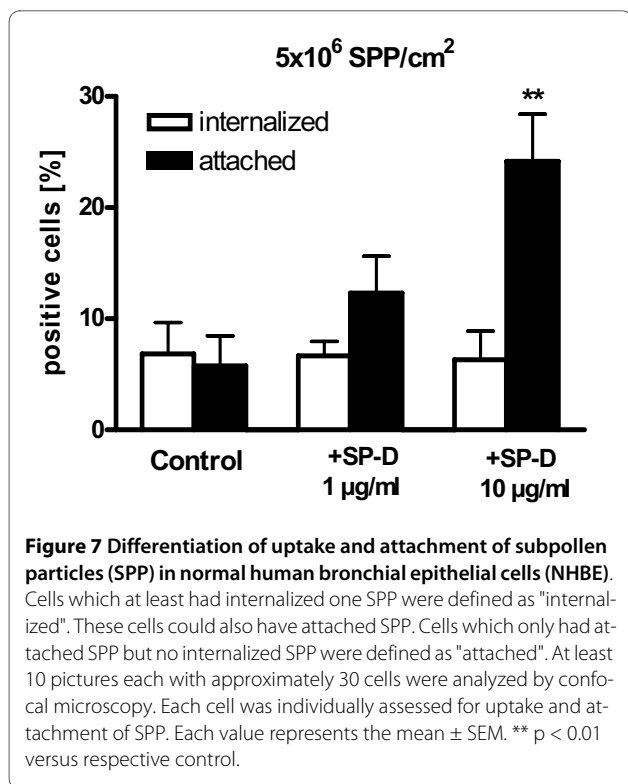 5x10⁶ SPP/cm²
30
20
10
0
positive cells [%]
internalized
attached
**
Control
+SP-D
1 µg/ml
+SP-D
10 µg/ml
Figure 7 Differentiation of uptake and attachment of subpollen
particles (SPP) in normal human bronchial epithelial cells (NHBE).
Cells which at least had internalized one SPP were defined as "internal-
ized". These cells could also have attached SPP. Cells which only had at-
tached SPP but no internalized SPP were defined as "attached". At least
10 pictures each with approximately 30 cells were analyzed by confo-
cal microscopy. Each cell was individually assessed for uptake and at-
tachment of SPP. Each value represents the mean ± SEM. ** p < 0.01
versus respective control.